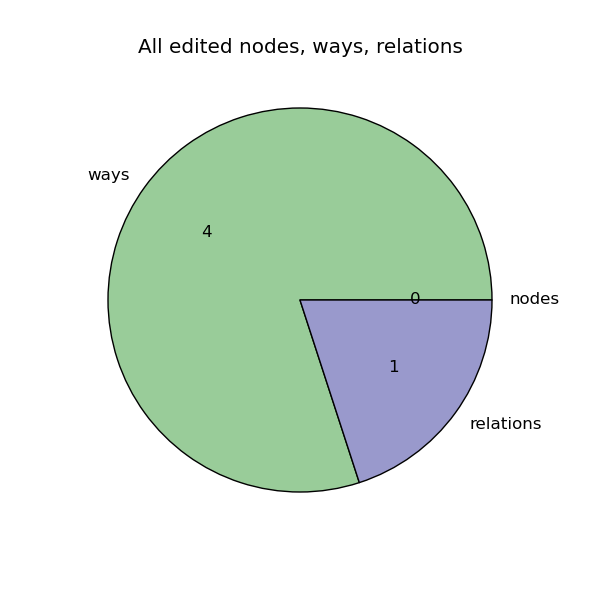 All edited nodes, ways, relations
ways
4
0
nodes
1
relations